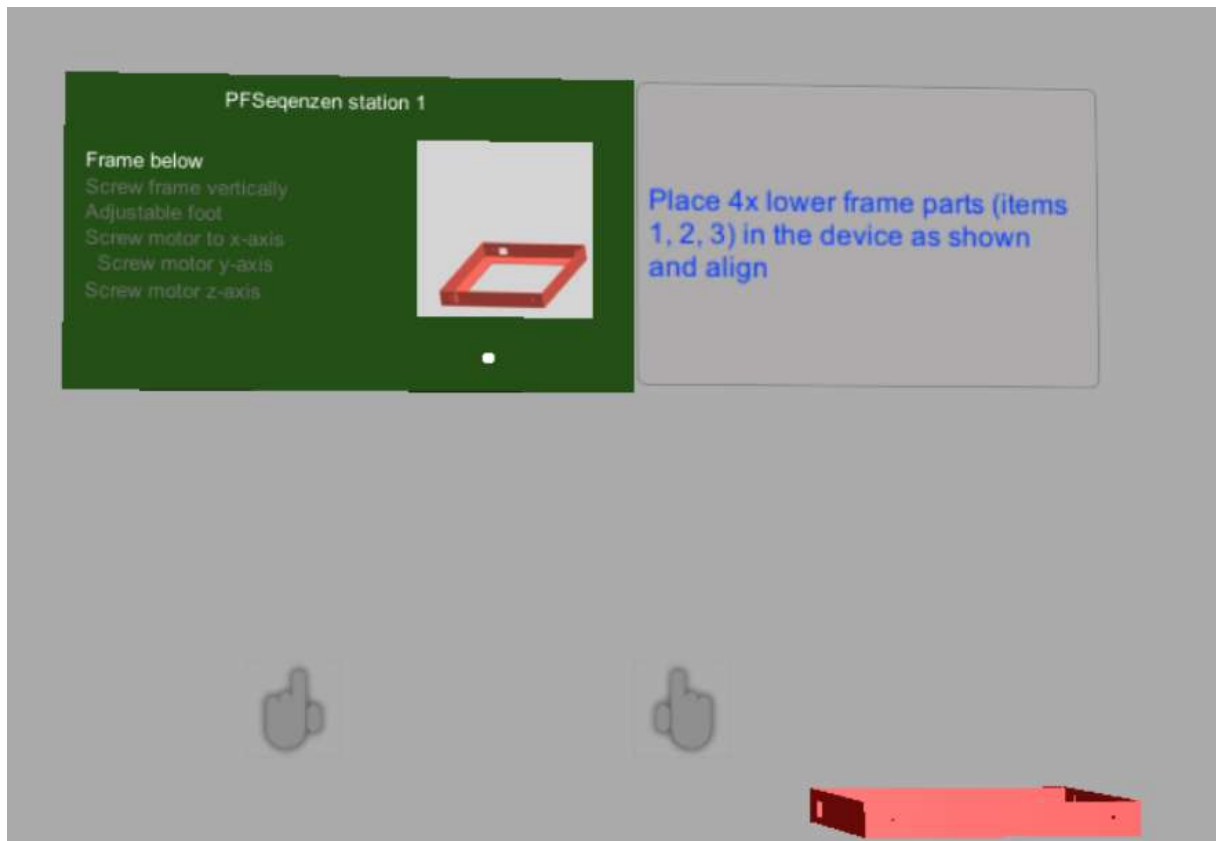 PFSeqenzen station 1
Frame below
Screw frame vertically
Adjustable foot
Screw motor to x-axis
Screw motor y-axis
Screw motor z-axis
Place 4x lower frame parts (items
1, 2, 3) in the device as shown
and align